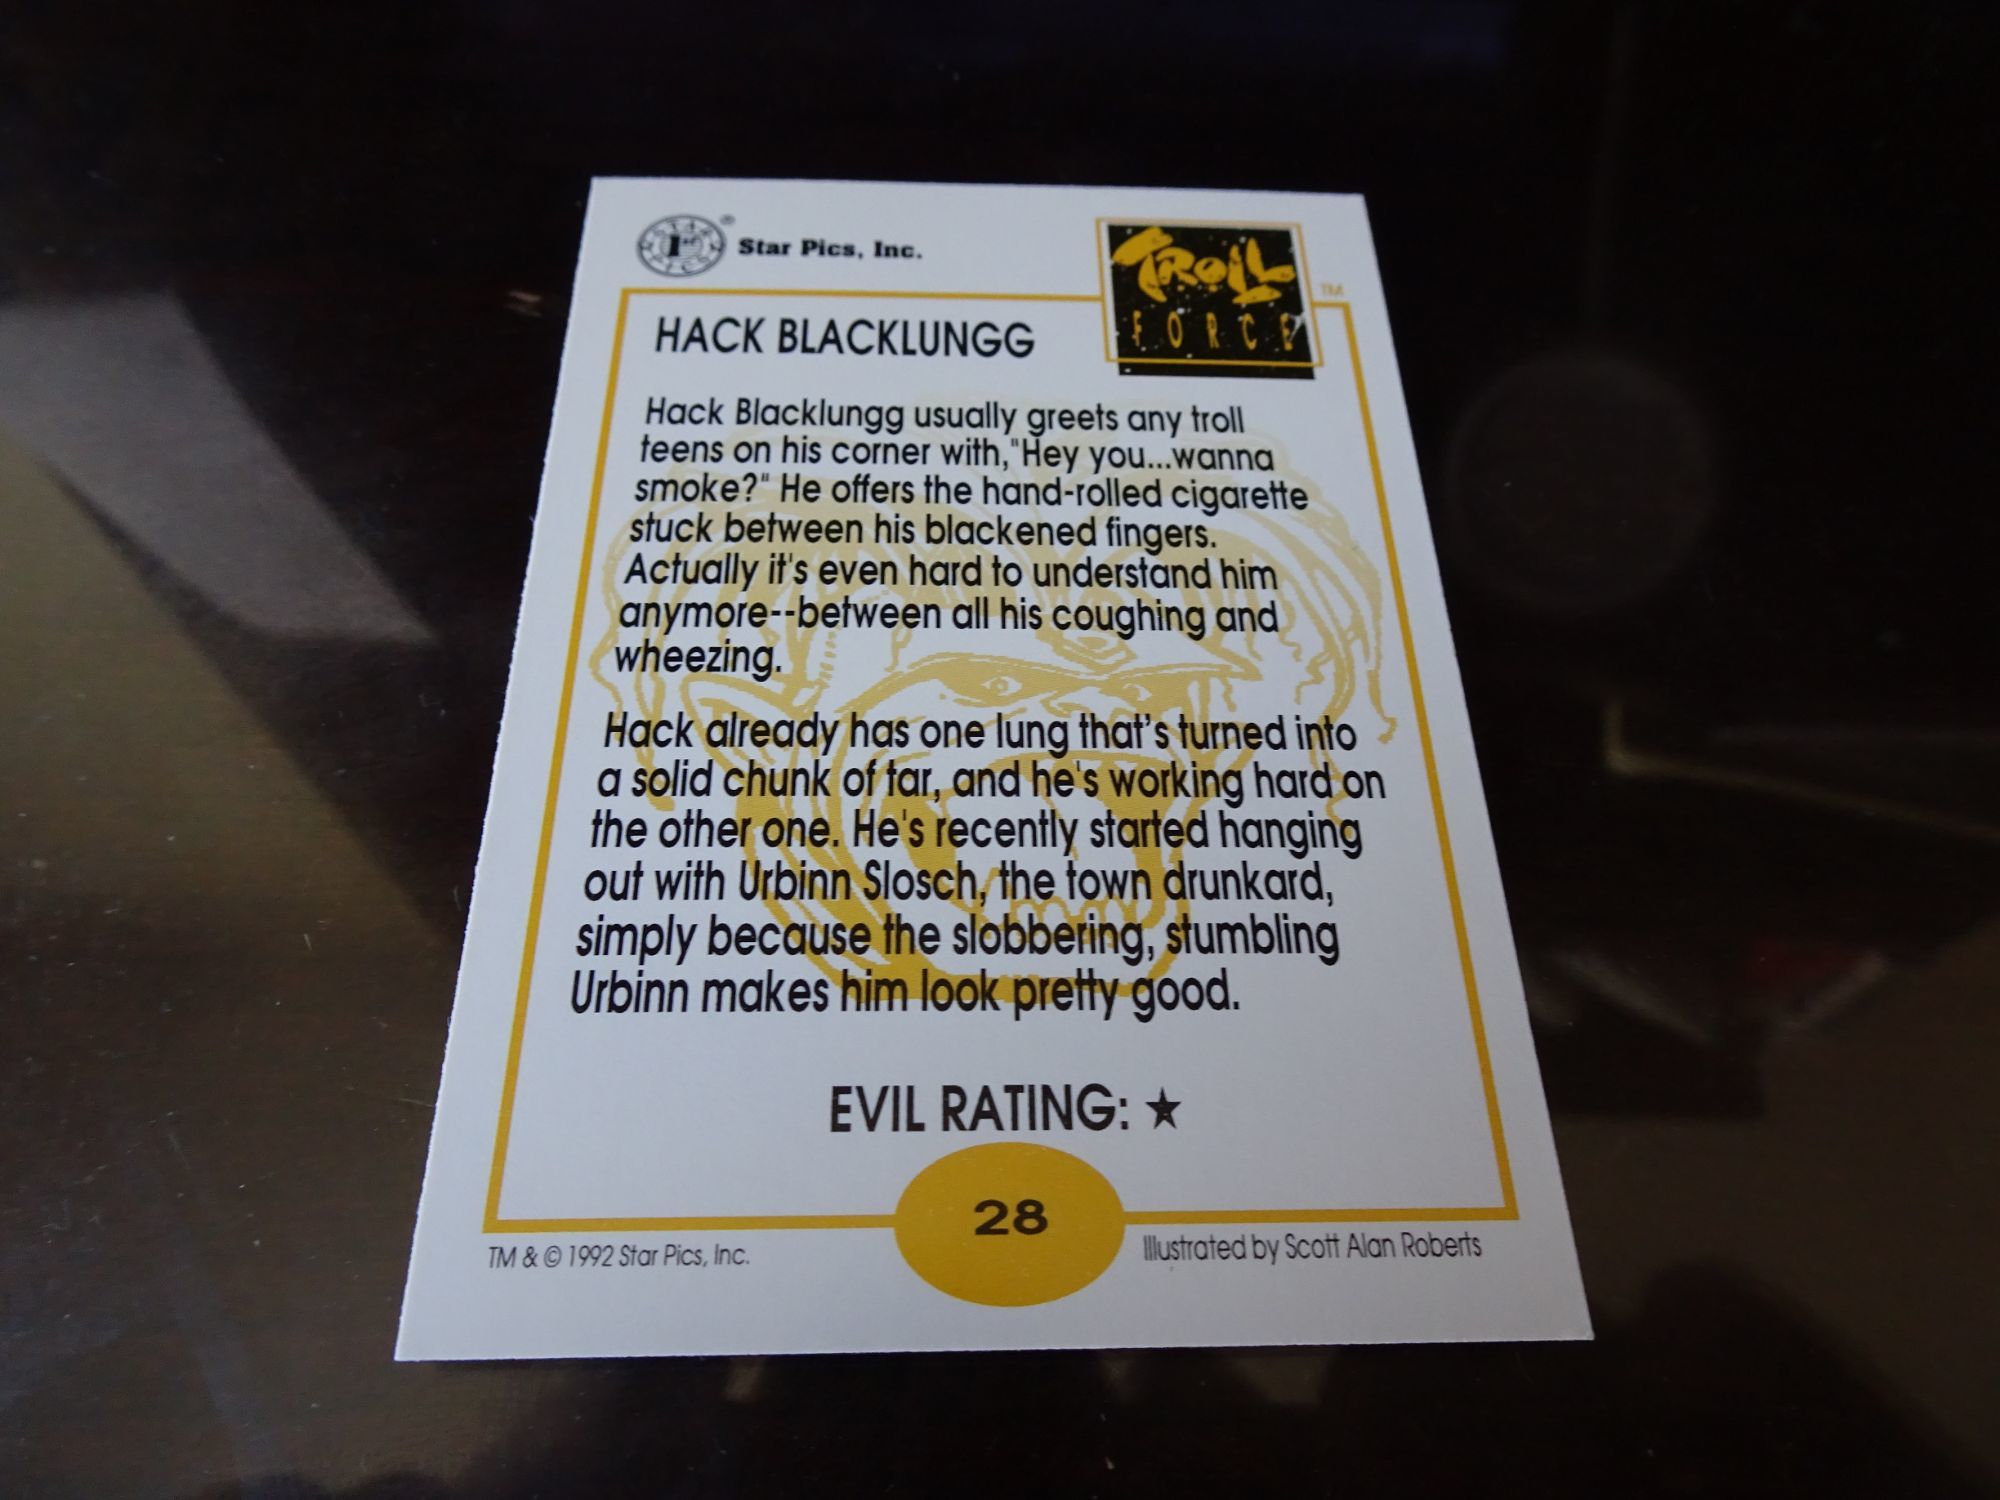 STAR PICS 1st ®
Star Pics, Inc.
TROLL
FORCE
TM
HACK BLACKLUNGG
Hack Blacklungg usually greets any troll
teens on his corner with,"Hey you...wanna
smoke?" He offers the hand-rolled cigarette
stuck between his blackened fingers.
Actually it's even hard to understand him
anymore--between all his coughing and
wheezing.
Hack already has one lung that's turned into
a solid chunk of tar, and he's working hard on
the other one. He's recently started hanging
out with Urbinn Slosch, the town drunkard,
simply because the slobbering, stumbling
Urbinn makes him look pretty good.
EVIL RATING: ★
28
TM & © 1992 Star Pics, Inc.
Illustrated by Scott Alan Roberts